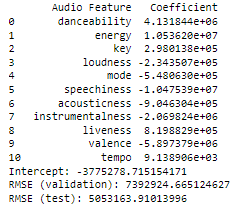 Audio Feature Coefficient
0 danceability 4.131844e+06
1 energy 1.053620e+07
2 key 2.980138e+05
3 loudness -2.343507e+05
4 mode -5.480630e+05
5 speechiness -1.047539e+07
6 acousticness -9.046304e+05
7 instrumentalness -2.069824e+06
8 liveness 8.198829e+05
9 valence -5.897379e+06
10 tempo 9.138906e+03
Intercept: -3775278.715154171
RMSE (validation): 7392924.665124627
RMSE (test): 5053163.91013996